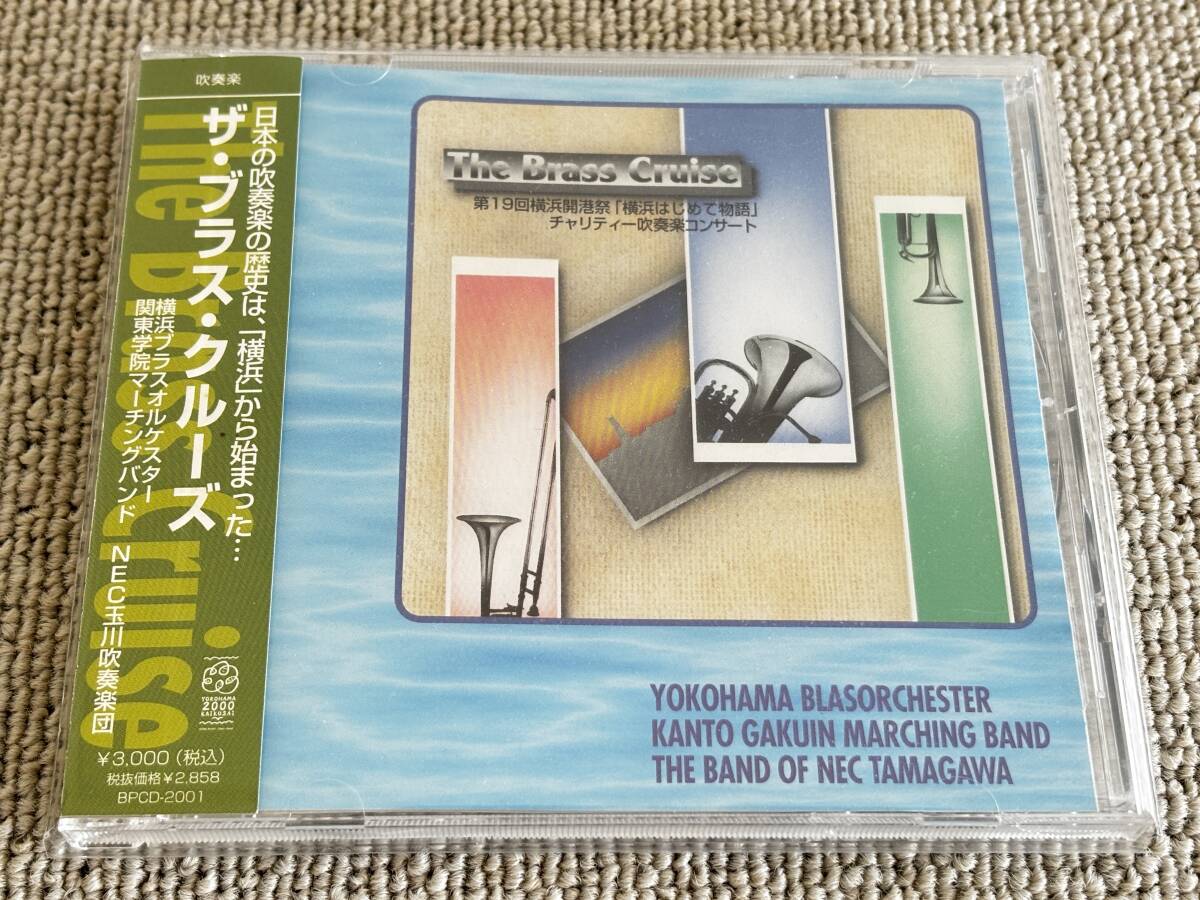 吹奏楽
The Brass Cruise
日本の吹奏楽の歴史は、「横浜」から始まった…
ザ・ブラス・クルーズ
横浜ブラスオルケスター
関東学院マーチングバンド
NEC玉川吹奏楽団
YOKOHAMA
2000
KAIKOSAI
¥3,000(税込)
税抜価格¥2,858
BPCD-2001
The Brass Cruise
第19回横浜開港祭「横浜はじめて物語」
チャリティー吹奏楽コンサート
YOKOHAMA BLASORCHESTER
KANTO GAKUIN MARCHING BAND
THE BAND OF NEC TAMAGAWA